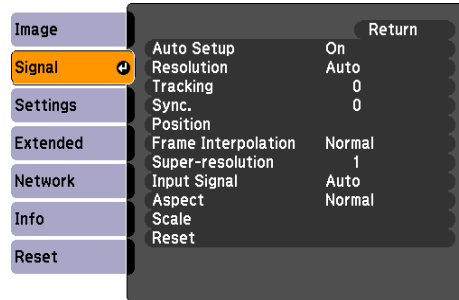 Image
Signal
Settings
Extended
Network
Info
Reset
Return
Auto Setup On
Resolution Auto
Tracking 0
Sync. 0
Position
Frame Interpolation Normal
Super-resolution 1
Input Signal Auto
Aspect Normal
Scale
Reset